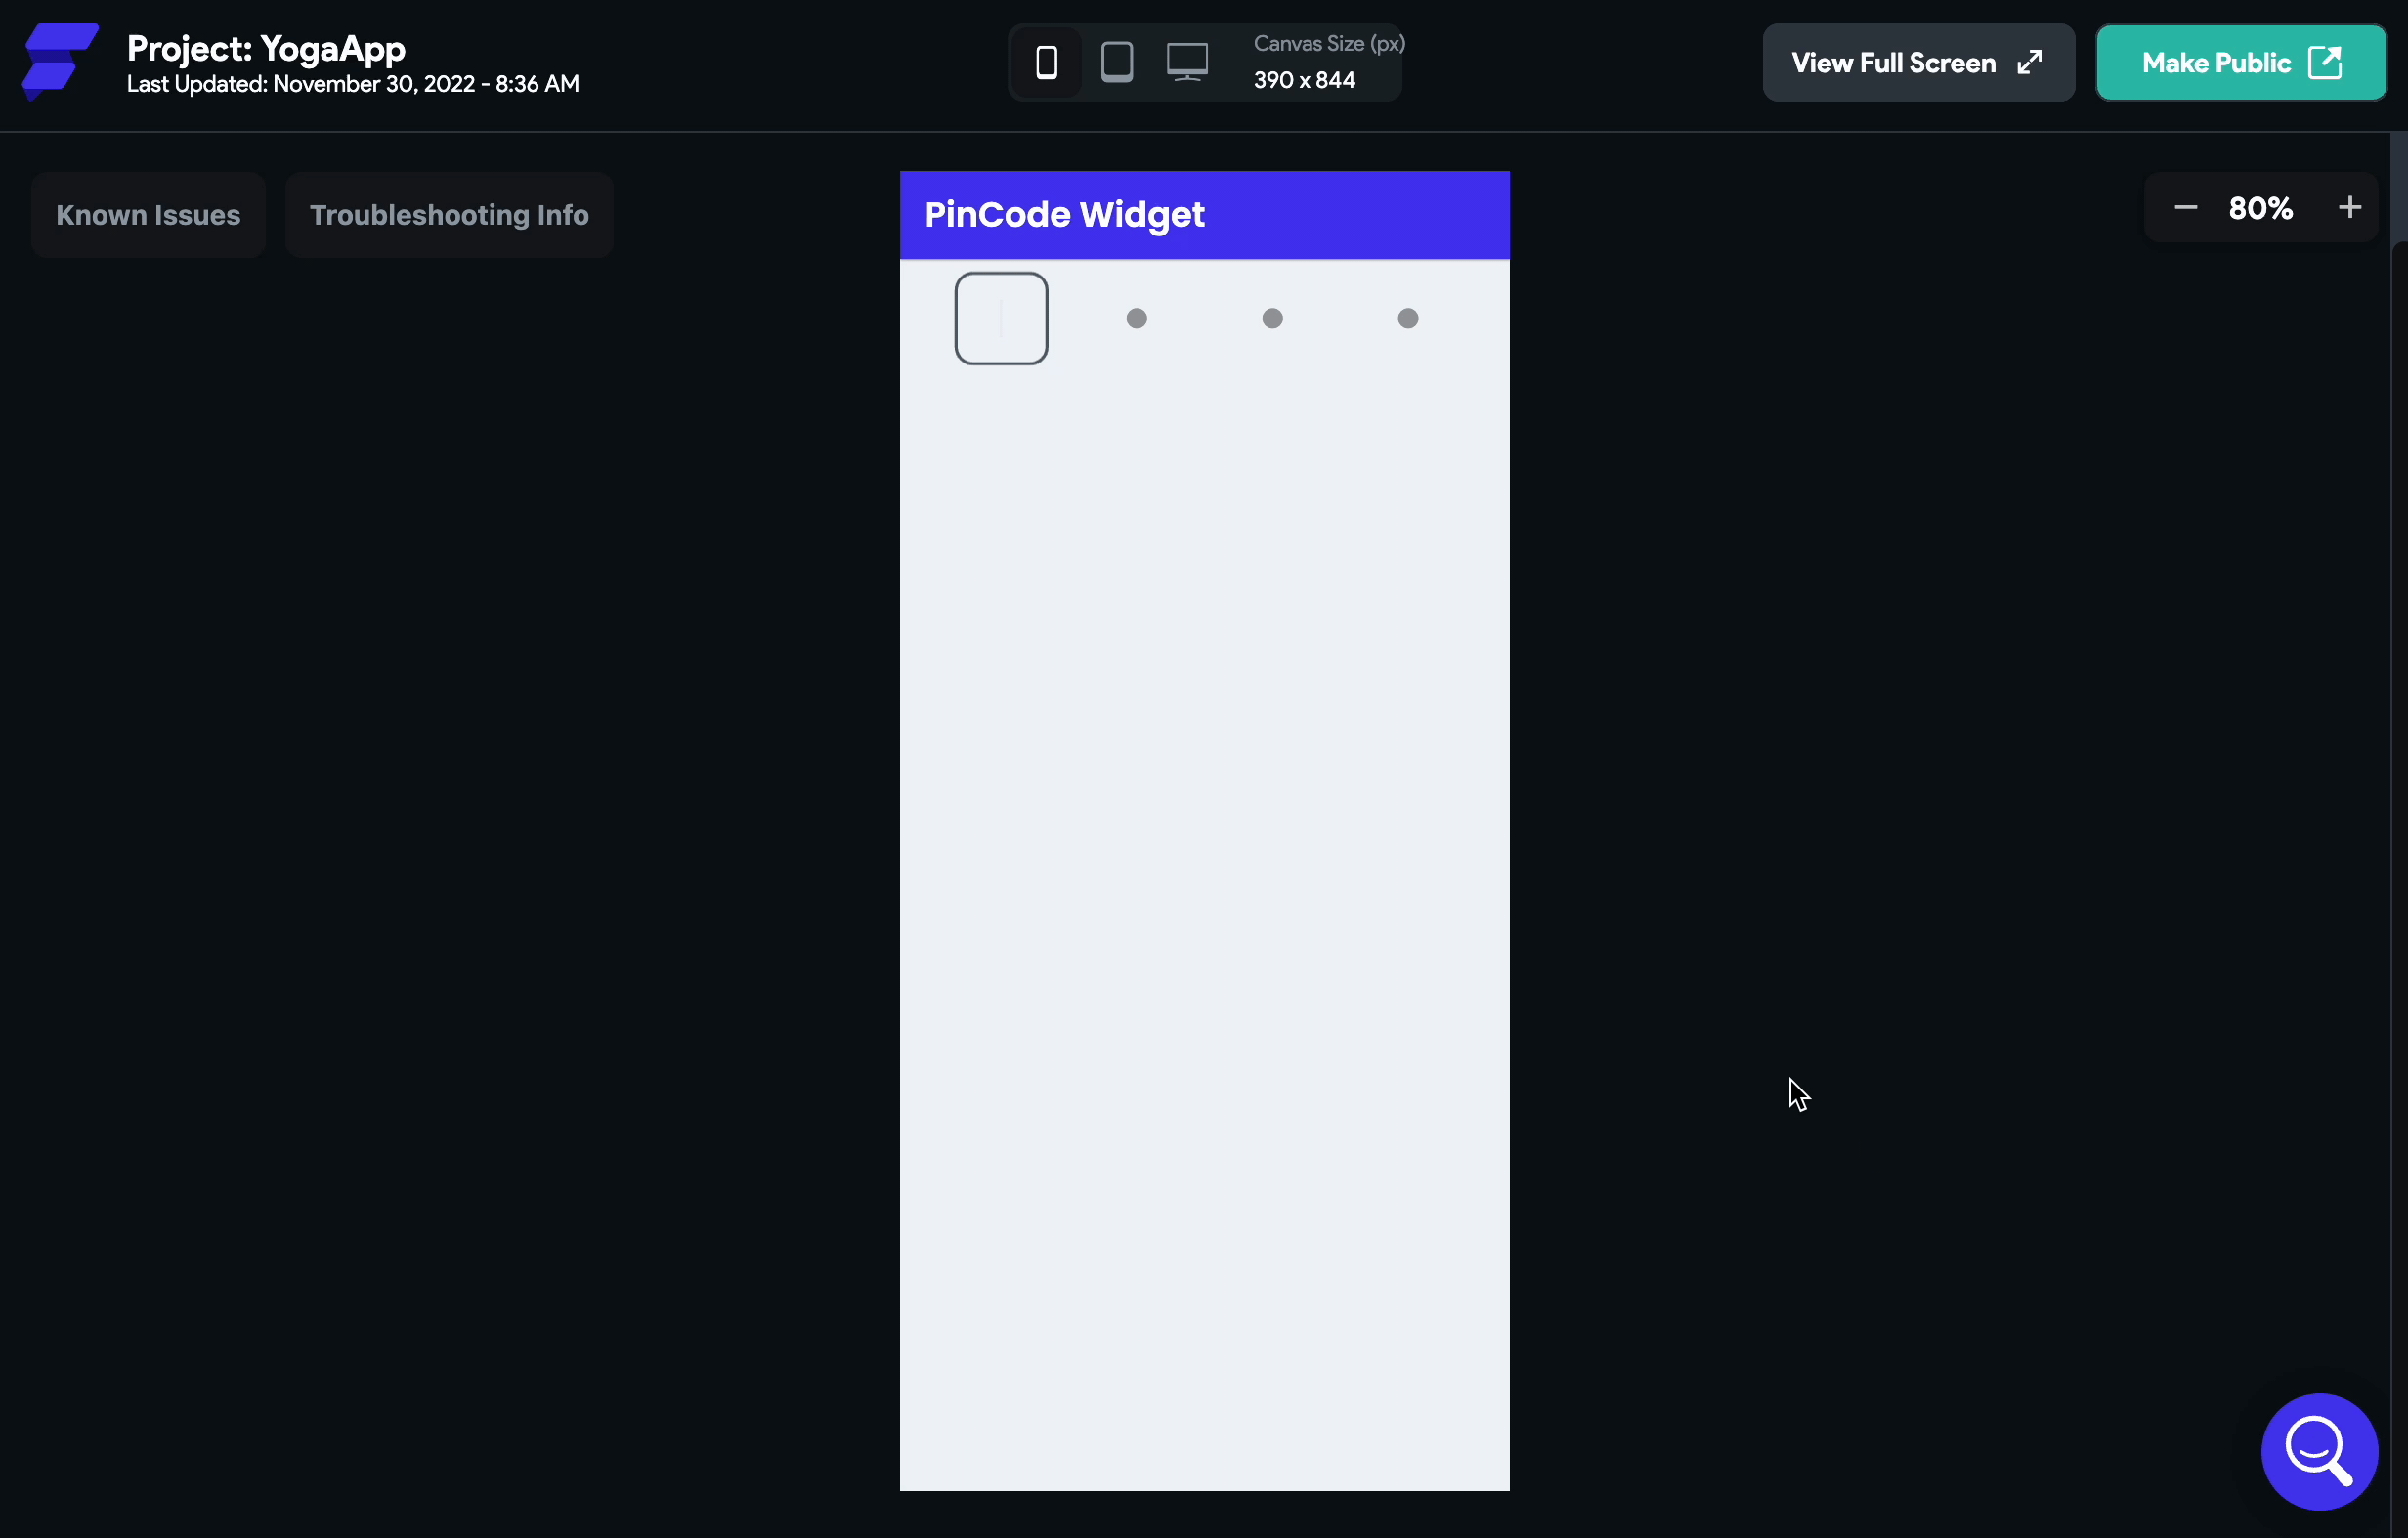 Project: YogaApp
Last Updated: November 30, 2022 - 8:36 AM
Canvas Size (px)
390 x 844
View Full Screen
Make Public
Known Issues
Troubleshooting Info
PinCode Widget
80%